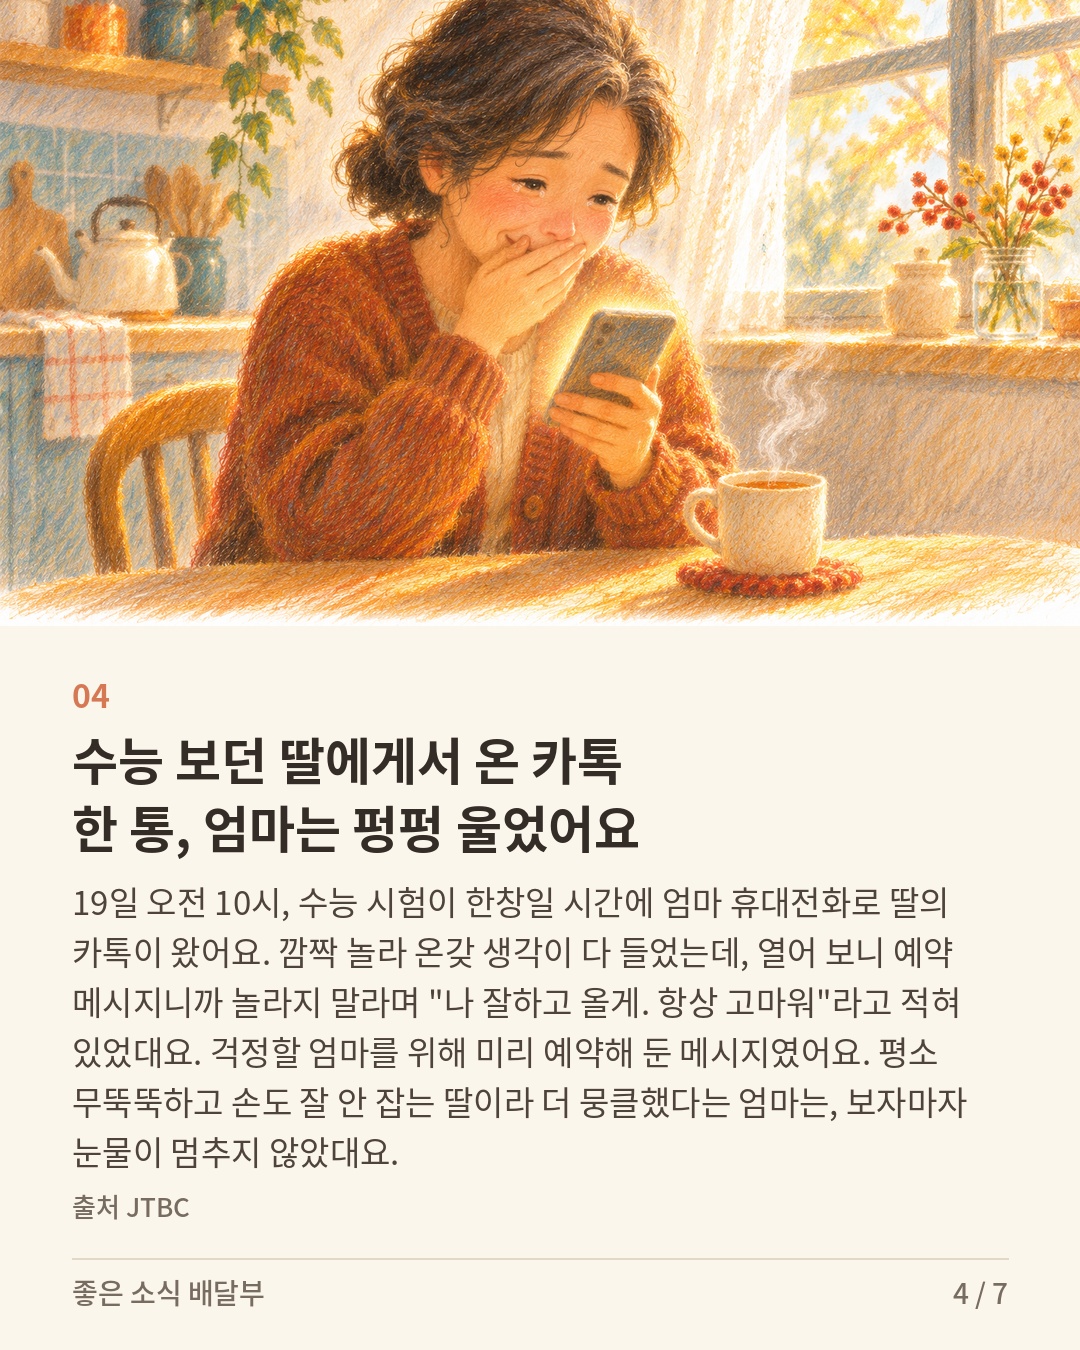 04
수능 보던 딸에게서 온 카톡
한 통, 엄마는 펑펑 울었어요
19일 오전 10시, 수능 시험이 한창일 시간에 엄마 휴대전화로 딸의
카톡이 왔어요. 깜짝 놀라 온갖 생각이 다 들었는데, 열어 보니 예약
메시지니까 놀라지 말라며 "나 잘하고 올게. 항상 고마워"라고 적혀
있었대요. 걱정할 엄마를 위해 미리 예약해 둔 메시지였어요. 평소
무뚝뚝하고 손도 잘 안 잡는 딸이라 더 뭉클했다는 엄마는, 보자마자
눈물이 멈추지 않았대요.
출처 JTBC
좋은 소식 배달부
4 / 7